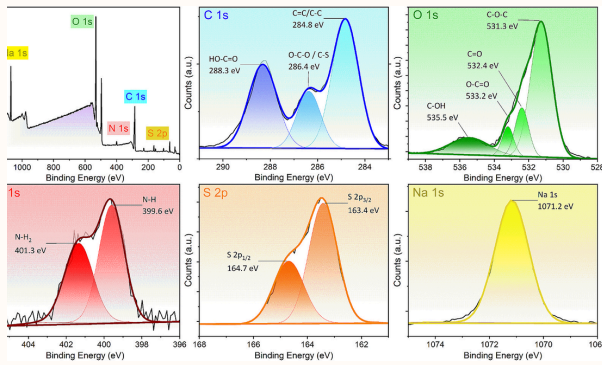 O 1s
Na 1s
C 1s
N 1s
S 2p
1000 800 600 400 200 0
Binding Energy (eV)
C 1s
C=C/C-C
284.8 eV
HO-C=O
288.3 eV
O-C-O / C-S
286.4 eV
Counts (a.u.)
288 286 284
Binding Energy (eV)
O 1s
C-O-C
531.3 eV
C=O
532.4 eV
O-C=O
533.2 eV
C-OH
535.5 eV
Counts (a.u.)
538 536 534 532 530 528
Binding Energy (eV)
1s
N-H
399.6 eV
N-H2
401.3 eV
404 402 400 398 396
Binding Energy (eV)
S 2p
S 2p3/2
163.4 eV
S 2p1/2
164.7 eV
Counts (a.u.)
168 166 164 162
Binding Energy (eV)
Na 1s
Na 1s
1071.2 eV
Counts (a.u.)
1074 1072 1070 106
Binding Energy (eV)